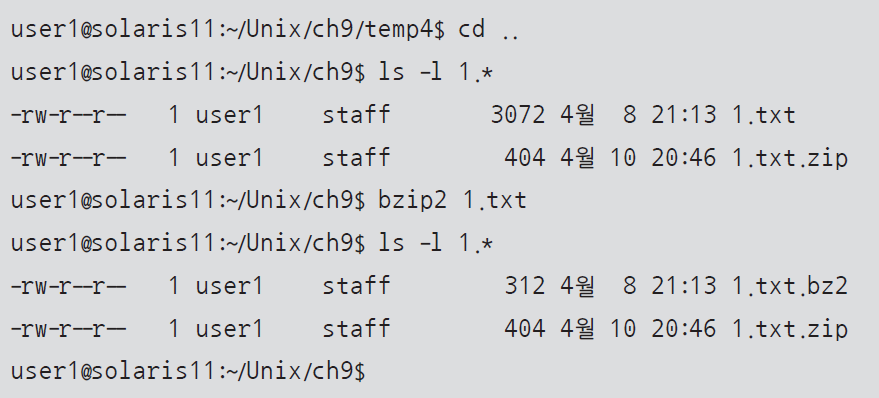 user1@solaris11:~/Unix/ch9/temp4$ cd ..
user1@solaris11:~/Unix/ch9$ ls -l 1.*
-rw-r--r-- 1 user1 staff 3072 4월 8 21:13 1.txt
-rw-r--r-- 1 user1 staff 404 4월 10 20:46 1.txt.zip
user1@solaris11:~/Unix/ch9$ bzip2 1.txt
user1@solaris11:~/Unix/ch9$ ls -l 1.*
-rw-r--r-- 1 user1 staff 312 4월 8 21:13 1.txt.bz2
-rw-r--r-- 1 user1 staff 404 4월 10 20:46 1.txt.zip
user1@solaris11:~/Unix/ch9$